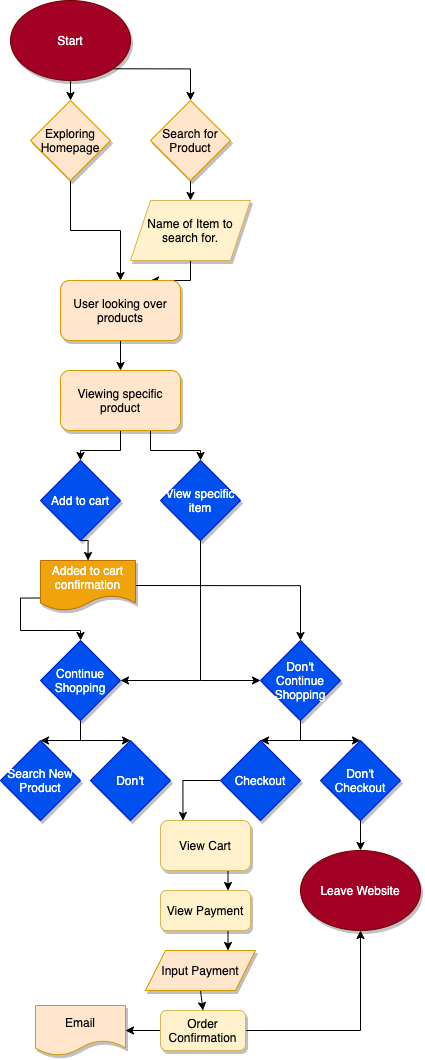 Start
Exploring
Homepage
Search for
Product
Name of Item to
search for.
User looking over
products
Viewing specific
product
Add to cart
View specific
item
Added to cart
confirmation
Continue
Shopping
Don't
Continue
Shopping
Search New
Product
Don't
Checkout
Don't
Checkout
View Cart
Leave Website
View Payment
Input Payment
Email
Order
Confirmation